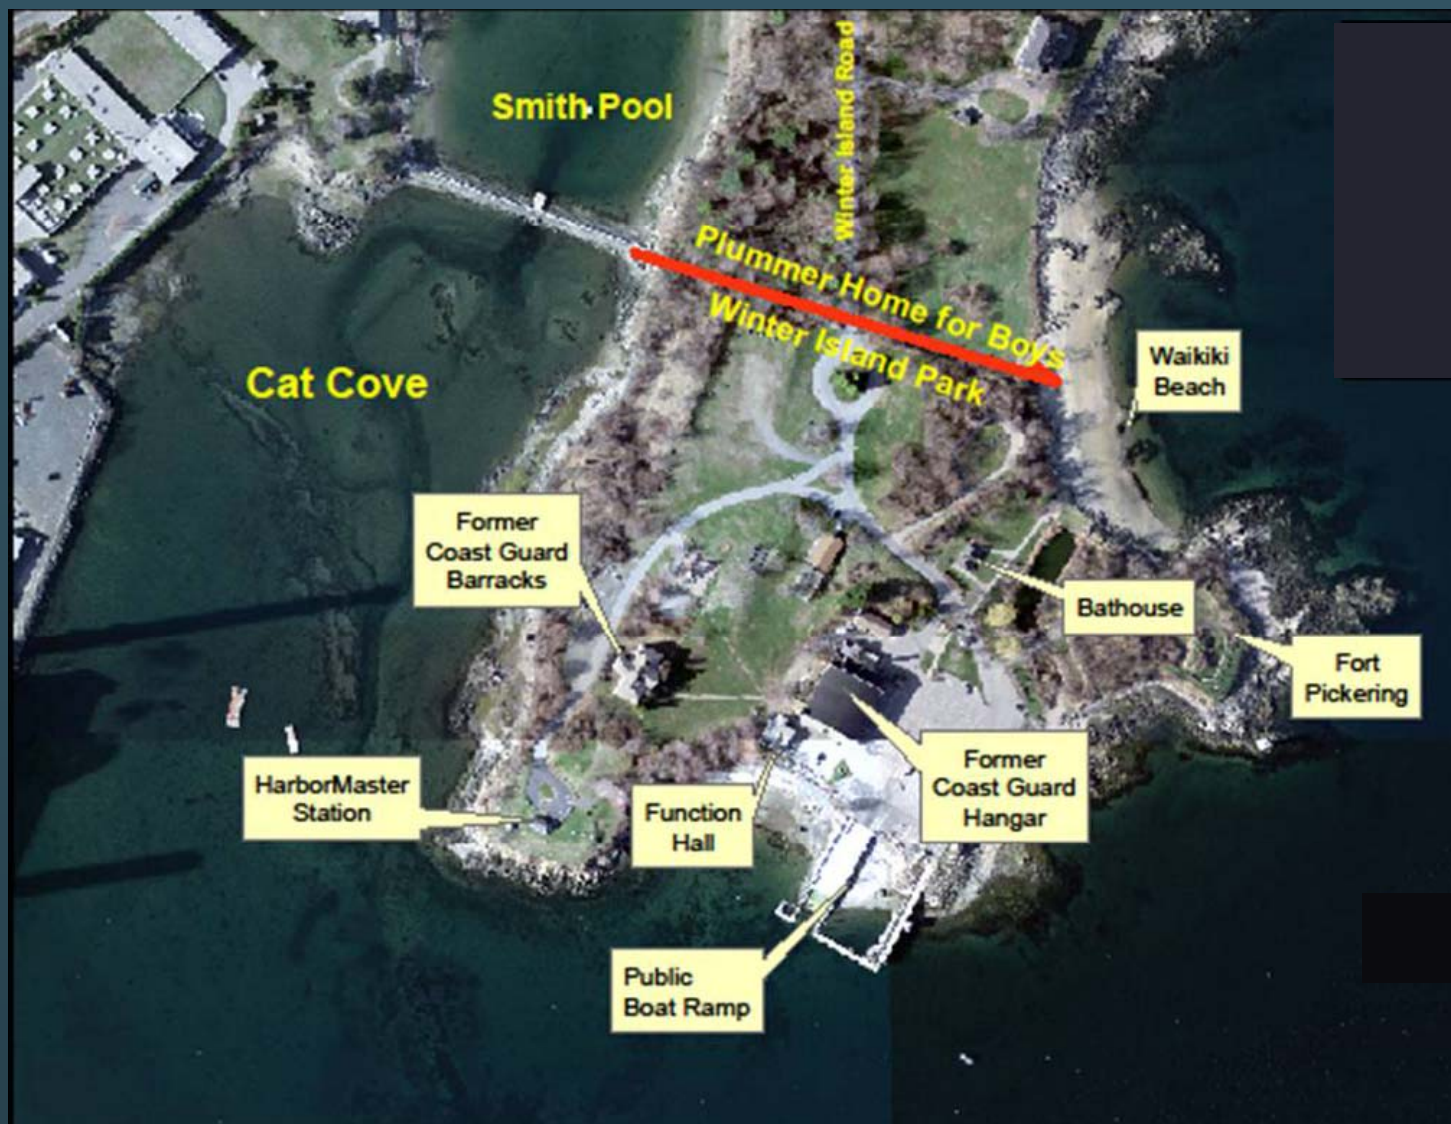 Smith Pool
Winter Island Road
Plummer Home for Boys
Winter Island Park
Waikiki
Beach
Cat Cove
Former
Coast Guard
Barracks
Bathouse
Fort
Pickering
HarborMaster
Station
Function
Hall
Former
Coast Guard
Hangar
Public
Boat Ramp